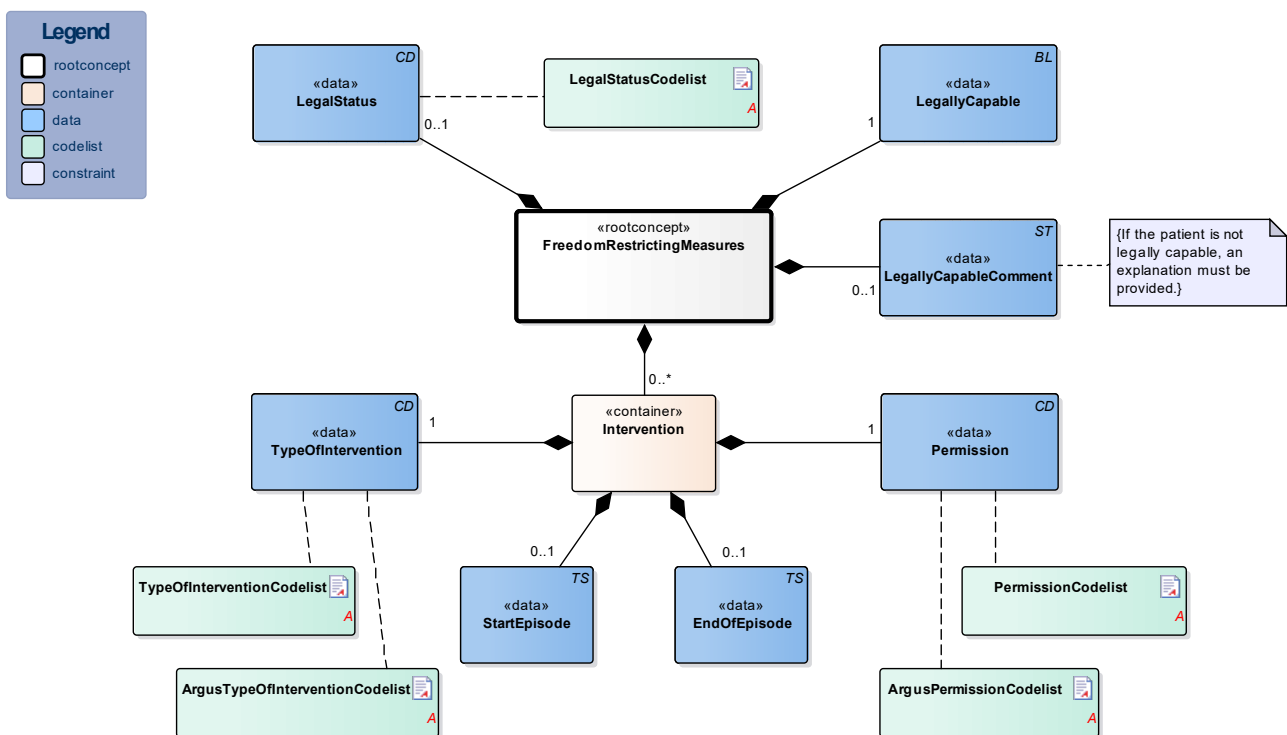 Legend
rootconcept
container
data
codelist
constraint
CD
«data»
LegalStatus
0..1
LegalStatusCodelist
A
BL
«data»
LegallyCapable
1
«rootconcept»
FreedomRestrictingMeasures
ST
«data»
LegallyCapableComment
0..1
{If the patient is not
legally capable, an
explanation must be
provided.}
0..*
CD
«data»
TypeOfIntervention
1
«container»
Intervention
CD
«data»
Permission
1
0..1
0..1
TypeOfInterventionCodelist
A
TS
«data»
StartEpisode
TS
«data»
EndOfEpisode
PermissionCodelist
A
ArgusTypeOfInterventionCodelist
A
ArgusPermissionCodelist
A